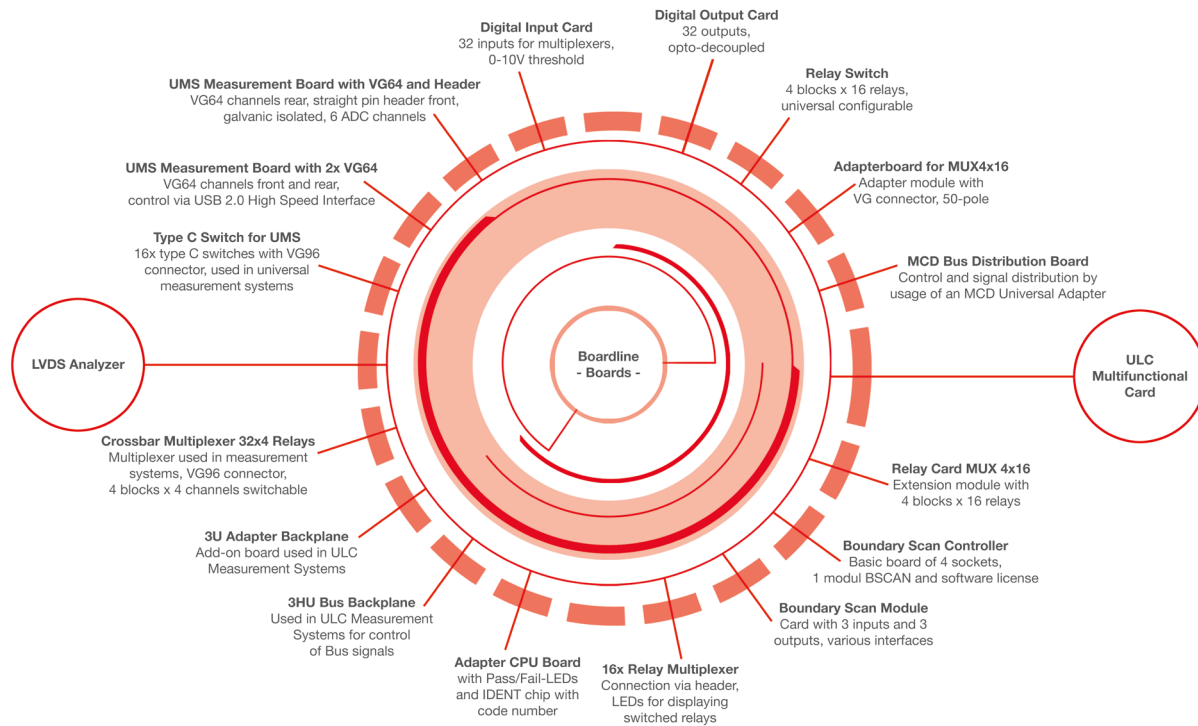 Digital Input Card
32 inputs for multiplexers,
0-10V threshold
Digital Output Card
32 outputs,
opto-decoupled
Relay Switch
4 blocks x 16 relays,
universal configurable
Adapterboard for MUX4x16
Adapter module with
VG connector, 50-pole
MCD Bus Distribution Board
Control and signal distribution by
usage of an MCD Universal Adapter
ULC
Multifunctional
Card
Relay Card MUX 4x16
Extension module with
4 blocks x 16 relays
Boundary Scan Controller
Basic board of 4 sockets,
1 modul BSCAN and software license
Boundary Scan Module
Card with 3 inputs and 3
outputs, various interfaces
16x Relay Multiplexer
Connection via header,
LEDs for displaying
switched relays
Adapter CPU Board
with Pass/Fail-LEDs
and IDENT chip with
code number
3HU Bus Backplane
Used in ULC Measurement
Systems for control
of Bus signals
3U Adapter Backplane
Add-on board used in ULC
Measurement Systems
Crossbar Multiplexer 32x4 Relays
Multiplexer used in measurement
systems, VG96 connector,
4 blocks x 4 channels switchable
LVDS Analyzer
Type C Switch for UMS
16x type C switches with VG96
connector, used in universal
measurement systems
UMS Measurement Board with 2x VG64
VG64 channels front and rear,
control via USB 2.0 High Speed Interface
UMS Measurement Board with VG64 and Header
VG64 channels rear, straight pin header front,
galvanic isolated, 6 ADC channels
Boardline
- Boards -